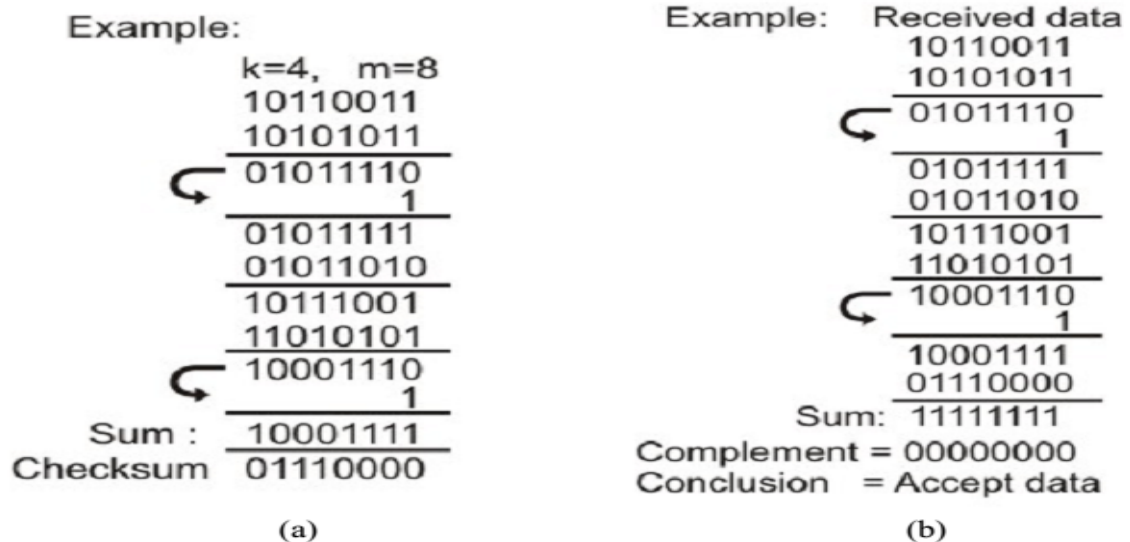 Example:
k=4, m=8
10110011
10101011
01011110
1
01011111
01011010
10111001
11010101
10001110
1
Sum : 10001111
Checksum 01110000
(a)
Example: Received data
10110011
10101011
01011110
1
01011111
01011010
10111001
11010101
10001110
1
10001111
01110000
Sum: 11111111
Complement = 00000000
Conclusion = Accept data
(b)